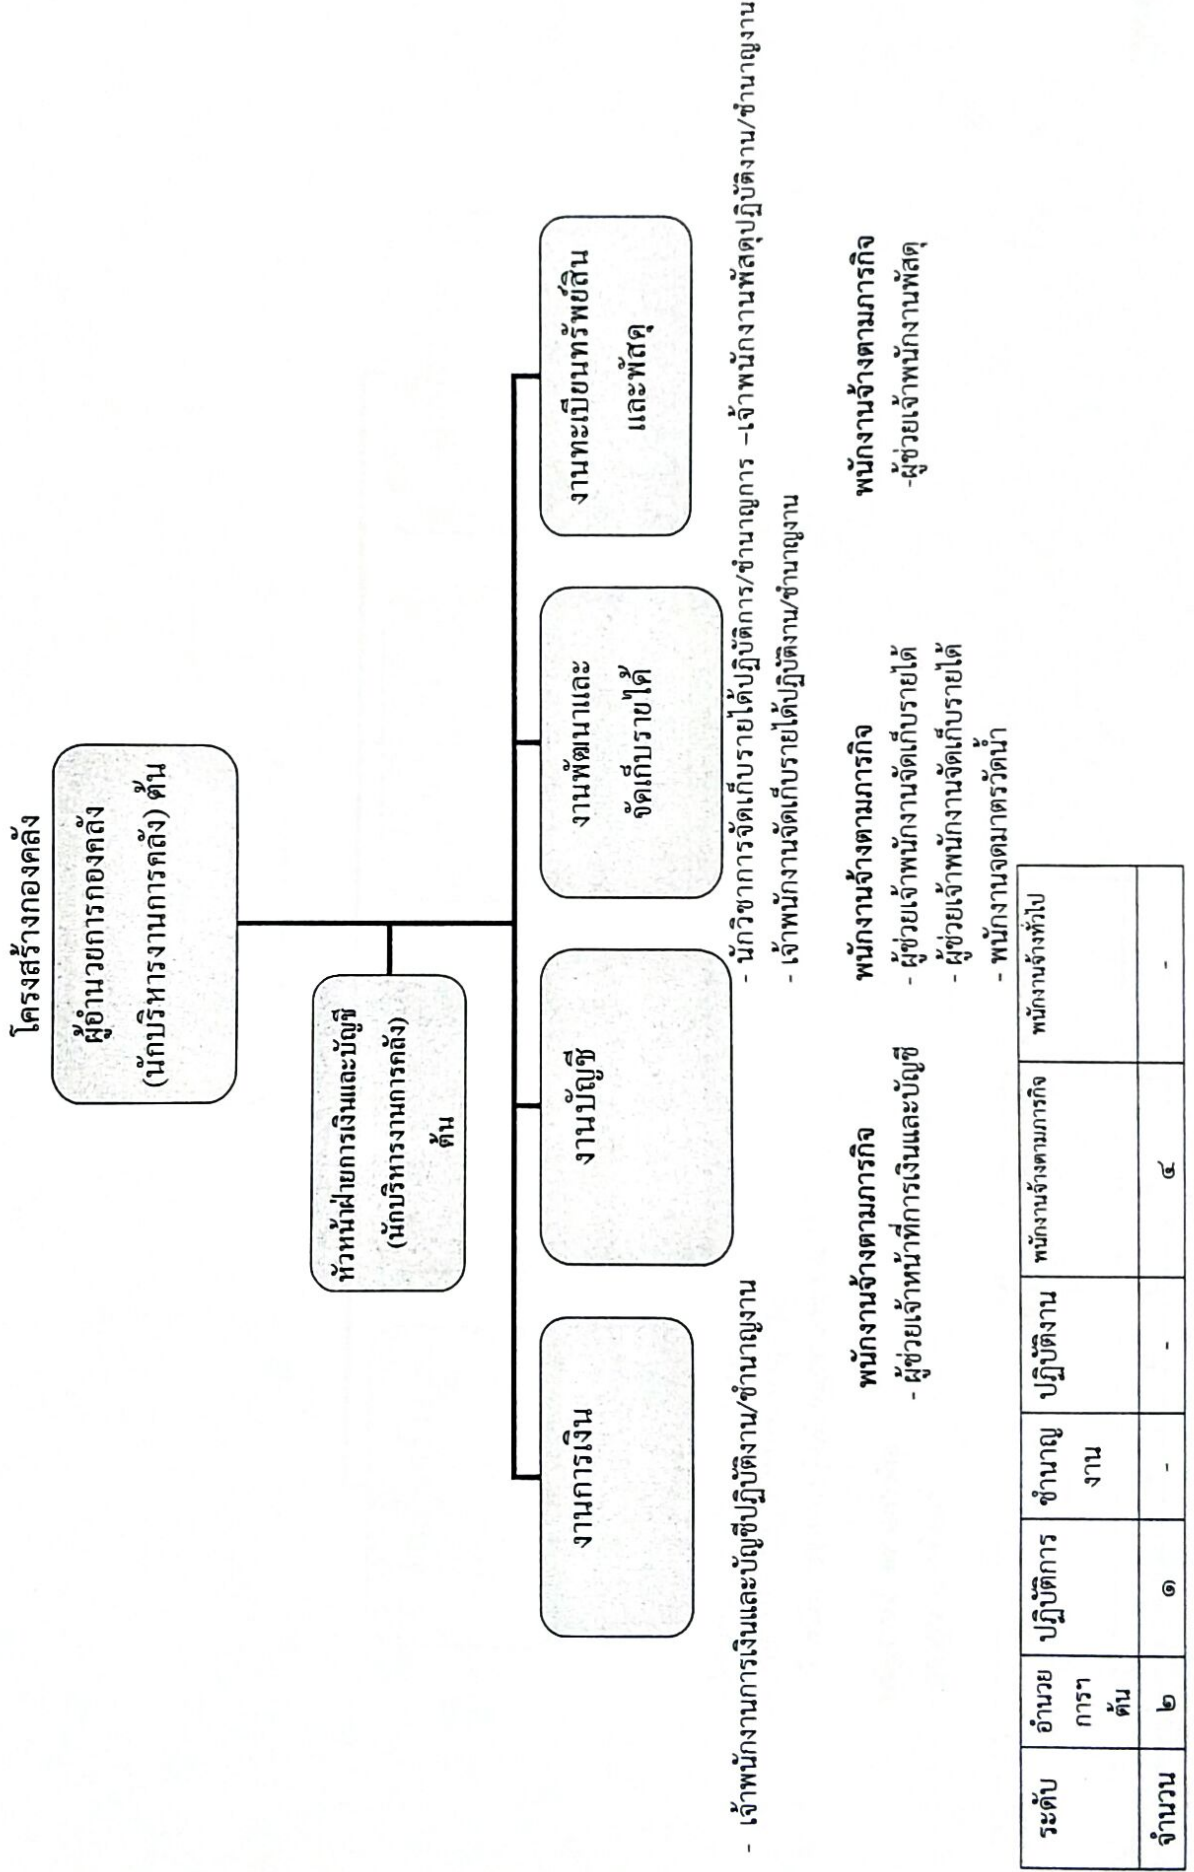 โครงสร้างกองคลัง
ผู้อำนวยการกองคลัง
(นักบริหารงานการคลัง) ต้น
หัวหน้าฝ่ายการเงินและบัญชี
(นักบริหารงานการคลัง)
ต้น
งานการเงิน
งานบัญชี
งานพัฒนาและ
จัดเก็บรายได้
งานทะเบียนทรัพย์สิน
และพัสดุ
- เจ้าพนักงานการเงินและบัญชีปฏิบัติงาน/ชำนาญงาน
- นักวิชาการจัดเก็บรายได้ปฏิบัติการ/ชำนาญการ
- เจ้าพนักงานจัดเก็บรายได้ปฏิบัติงาน/ชำนาญงาน
–เจ้าพนักงานพัสดุปฏิบัติงาน/ชำนาญงาน
พนักงานจ้างตามภารกิจ
- ผู้ช่วยเจ้าหน้าที่การเงินและบัญชี
พนักงานจ้างตามภารกิจ
- ผู้ช่วยเจ้าพนักงานจัดเก็บรายได้
- ผู้ช่วยเจ้าพนักงานจัดเก็บรายได้
- พนักงานจดมาตรวัดน้ำ
พนักงานจ้างตามภารกิจ
-ผู้ช่วยเจ้าพนักงานพัสดุ
ระดับ อำนวยการฯ ต้น ปฏิบัติการ ชำนาญงาน ปฏิบัติงาน พนักงานจ้างตามภารกิจ พนักงานจ้างทั่วไป
จำนวน ๒ ๑ - - ๔ -